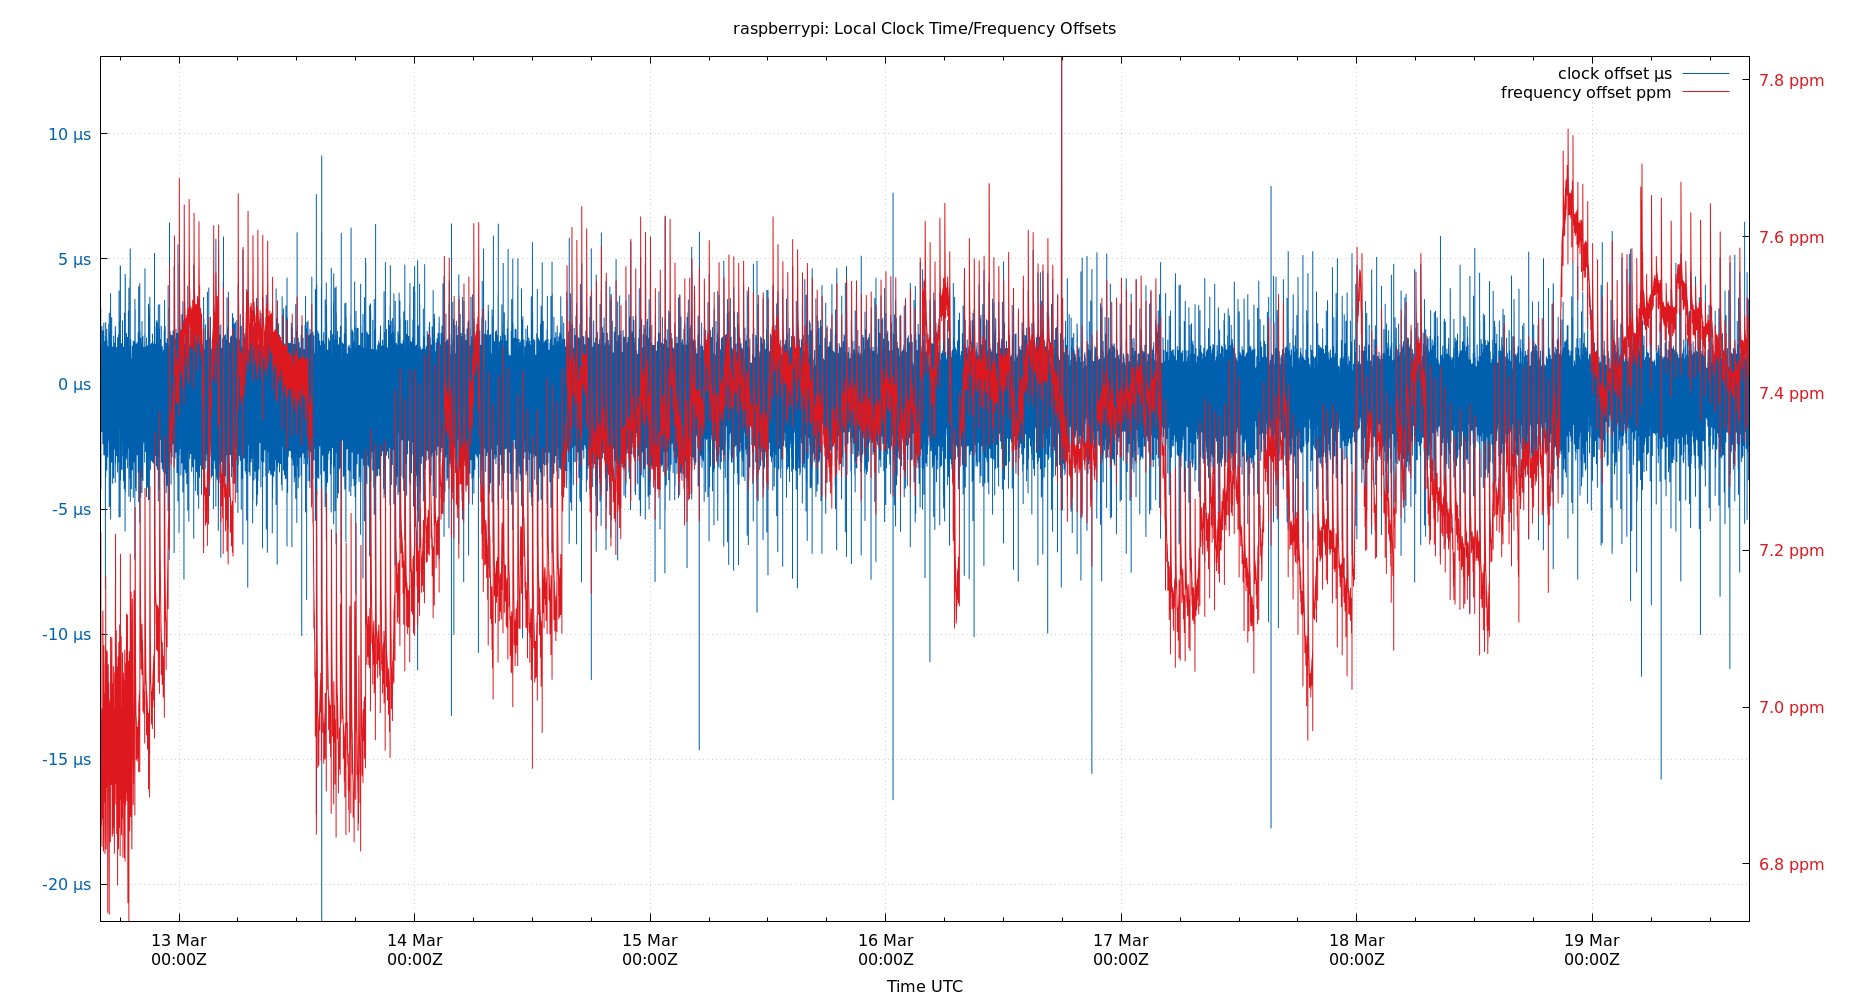 raspberrypi: Local Clock Time/Frequency Offsets
clock offset µs
frequency offset ppm
10 µs
5 µs
0 µs
-5 µs
-10 µs
-15 µs
-20 µs
7.8 ppm
7.6 ppm
7.4 ppm
7.2 ppm
7.0 ppm
6.8 ppm
13 Mar
00:00Z
14 Mar
00:00Z
15 Mar
00:00Z
16 Mar
00:00Z
17 Mar
00:00Z
18 Mar
00:00Z
19 Mar
00:00Z
Time UTC